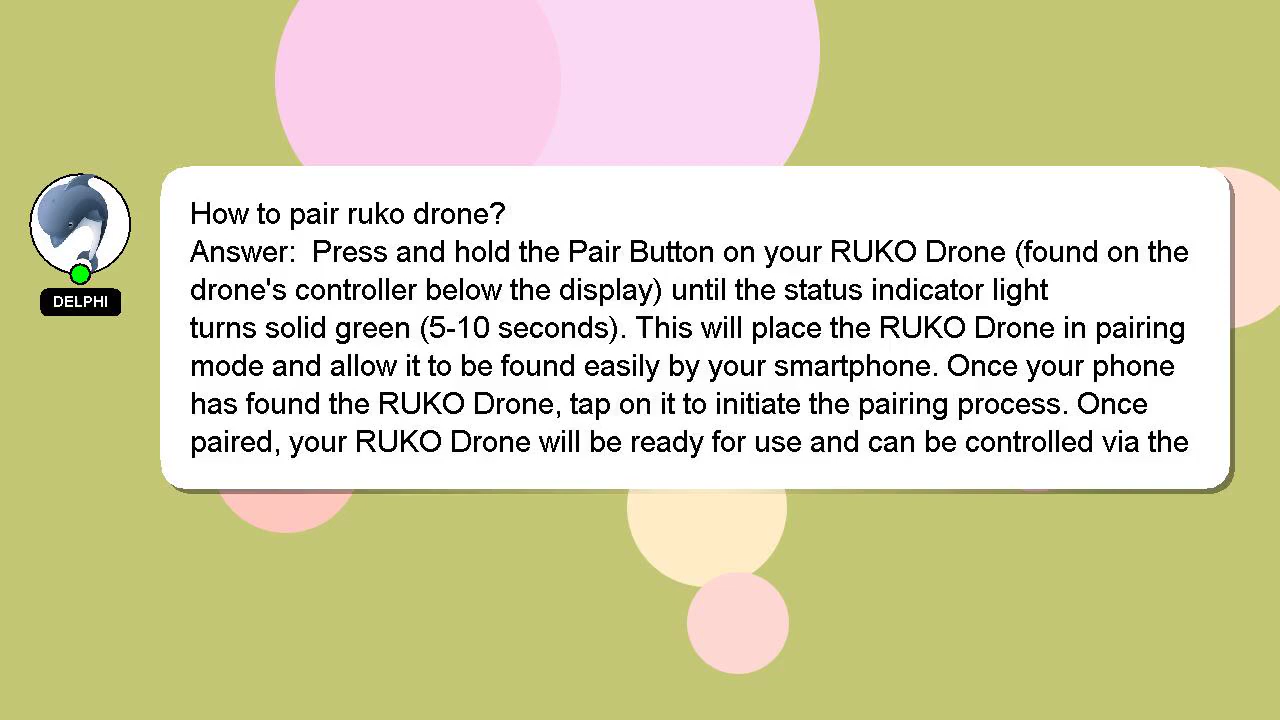 How to pair ruko drone?
Answer:  Press and hold the Pair Button on your RUKO Drone (found on the
drone's controller below the display) until the status indicator light
turns solid green (5-10 seconds). This will place the RUKO Drone in pairing
mode and allow it to be found easily by your smartphone. Once your phone
has found the RUKO Drone, tap on it to initiate the pairing process. Once
paired, your RUKO Drone will be ready for use and can be controlled via the
DELPHI